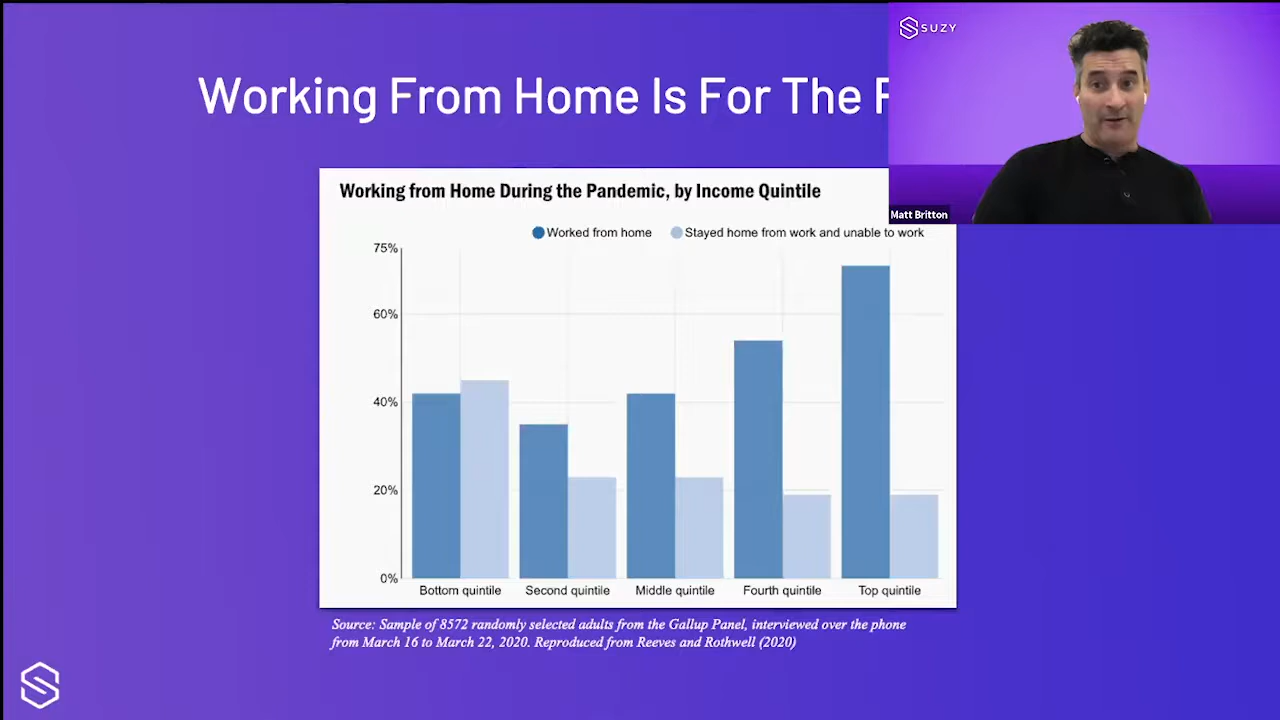 SUZY
Working From Home Is For The
Matt Britton
Working from Home During the Pandemic, by Income Quintile
Worked from home
Stayed home from work and unable to work
75%
60%
40%
20%
0%
Bottom quintile
Second quintile
Middle quintile
Fourth quintile
Top quintile
Source: Sample of 8572 randomly selected adults from the Gallup Panel, interviewed over the phone
from March 16 to March 22, 2020. Reproduced from Reeves and Rothwell (2020)